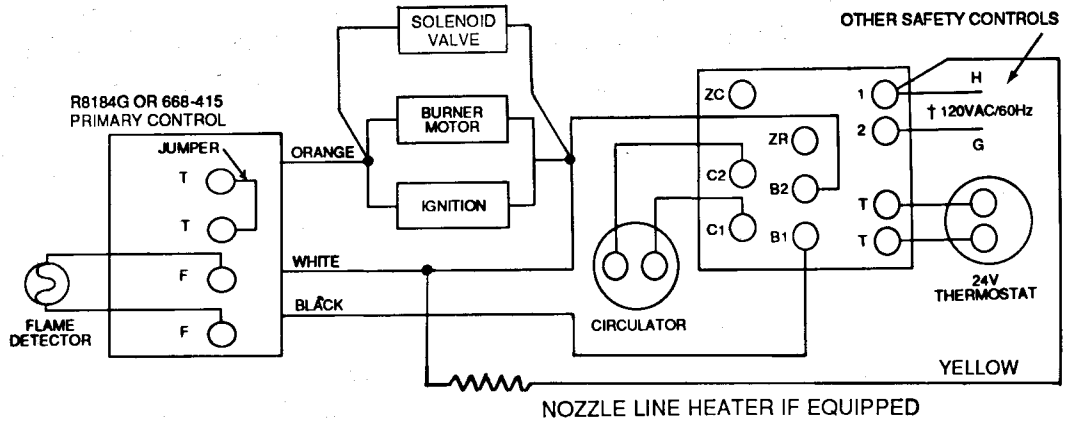 SOLENOID
VALVE
OTHER SAFETY CONTROLS
R8184G OR 668-415
PRIMARY CONTROL
JUMPER
T
T
F
F
FLAME
DETECTOR
ORANGE
BURNER
MOTOR
IGNITION
WHITE
BLACK
CIRCULATOR
ZC
ZR
C2
B2
C1
B1
1
2
T
T
H
† 120VAC/60Hz
G
24V
THERMOSTAT
YELLOW
NOZZLE LINE HEATER IF EQUIPPED